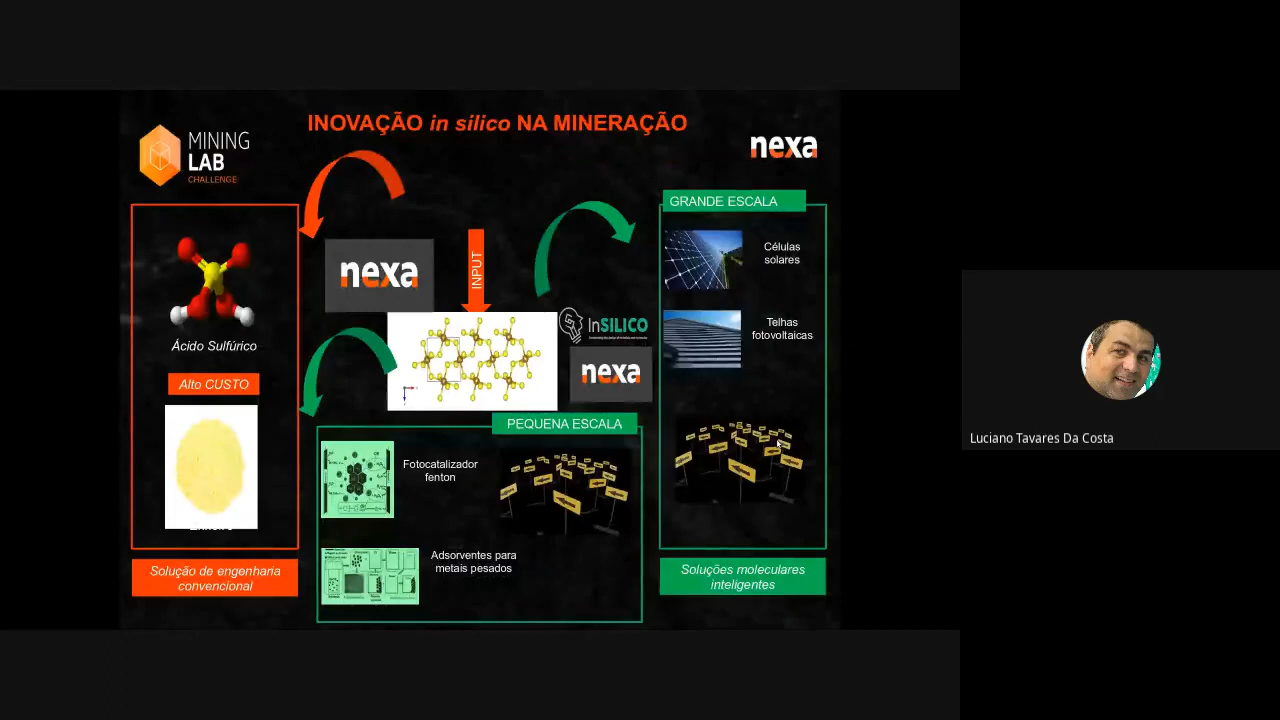 INOVAÇÃO in silico NA MINERAÇÃO
MINING
LAB
CHALLENGE
nexa
GRANDE ESCALA
Células
solares
nexa
INPUT
Telhas
fotovoltaicas
InSILICO
nexa
Ácido Sulfúrico
Alto CUSTO
PEQUENA ESCALA
Fotocatalizador
fenton
Adsorventes para
metais pesados
Solução de engenharia
convencional
Soluções moleculares
inteligentes
Luciano Tavares Da Costa